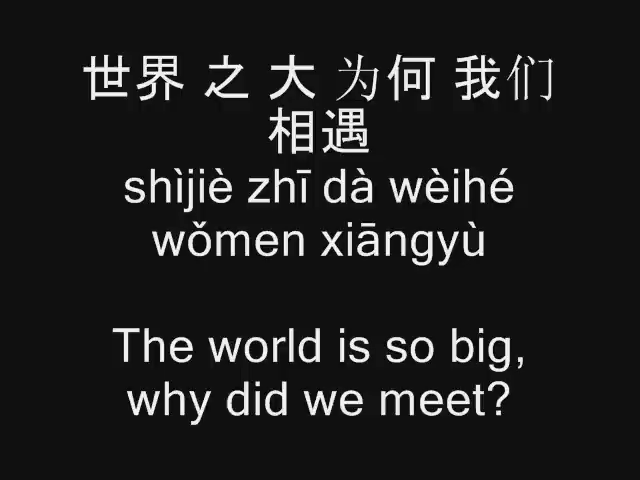 世界 之 大 为何 我们
相遇
shìjiè zhī dà wèihé
wǒmen xiāngyù
The world is so big,
why did we meet?